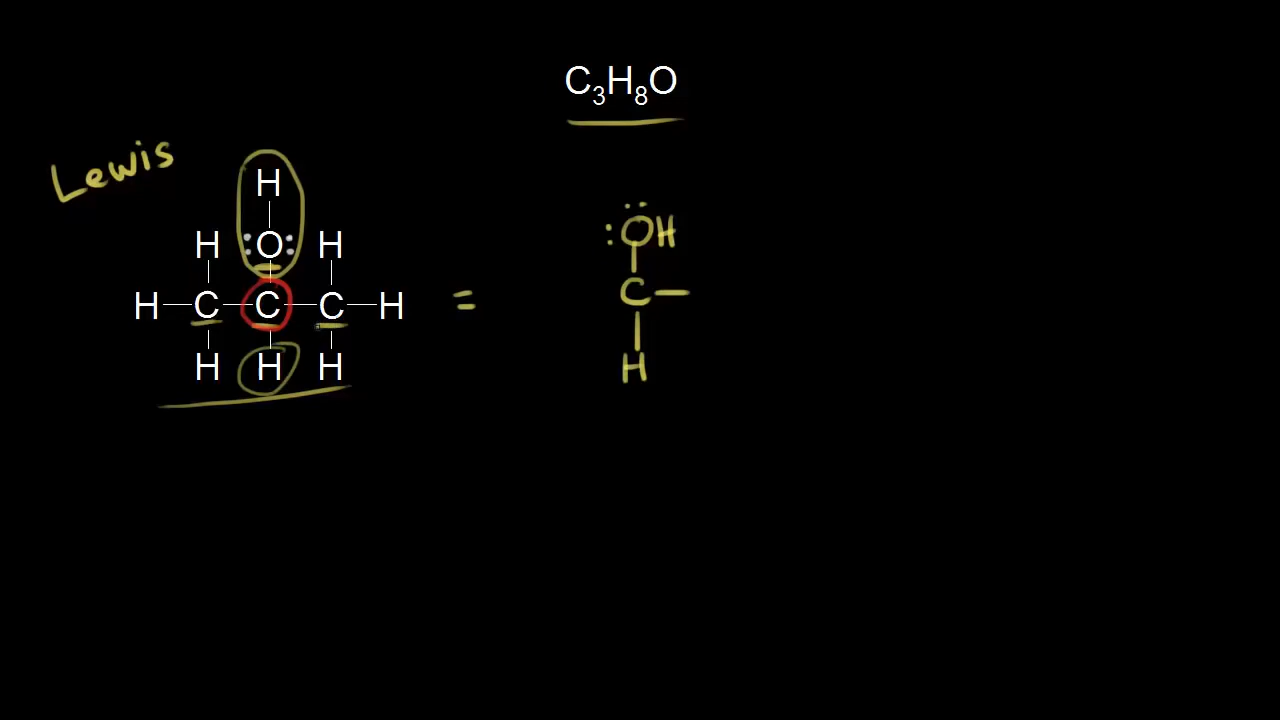 C₃H₈O
Lewis
H
H :O: H
H—C—C—C—H
H H H
=
:ÖH
C—
H